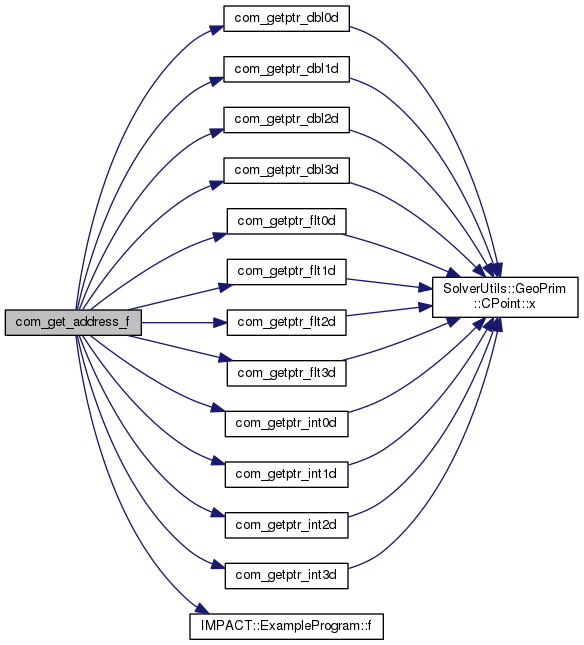 com_get_address_f
com_getptr_dbl0d
com_getptr_dbl1d
com_getptr_dbl2d
com_getptr_dbl3d
com_getptr_flt0d
com_getptr_flt1d
com_getptr_flt2d
com_getptr_flt3d
com_getptr_int0d
com_getptr_int1d
com_getptr_int2d
com_getptr_int3d
IMPACT::ExampleProgram::f
SolverUtils::GeoPrim
::CPoint::x